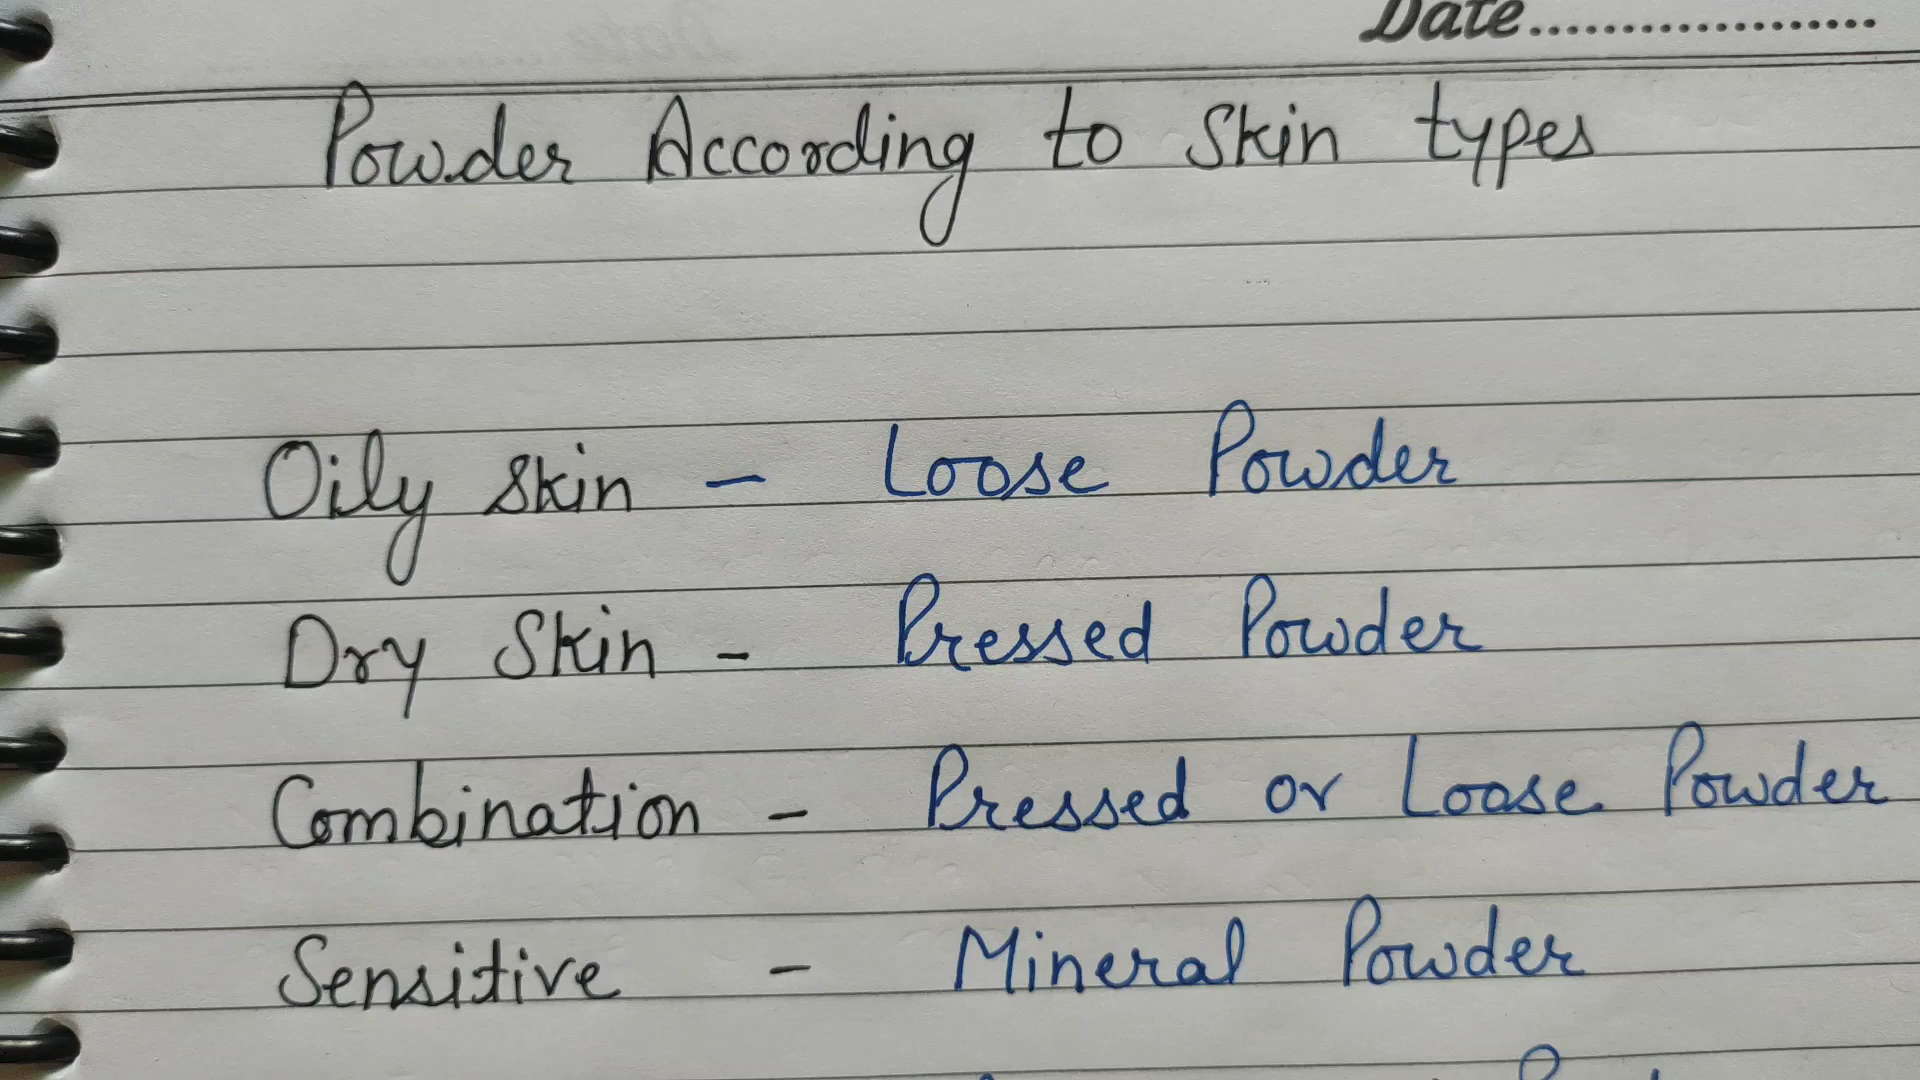 Date...................
Powder According to Skin types
Oily Skin - Loose Powder
Dry Skin - Pressed Powder
Combination - Pressed or Loose Powder
Sensitive - Mineral Powder